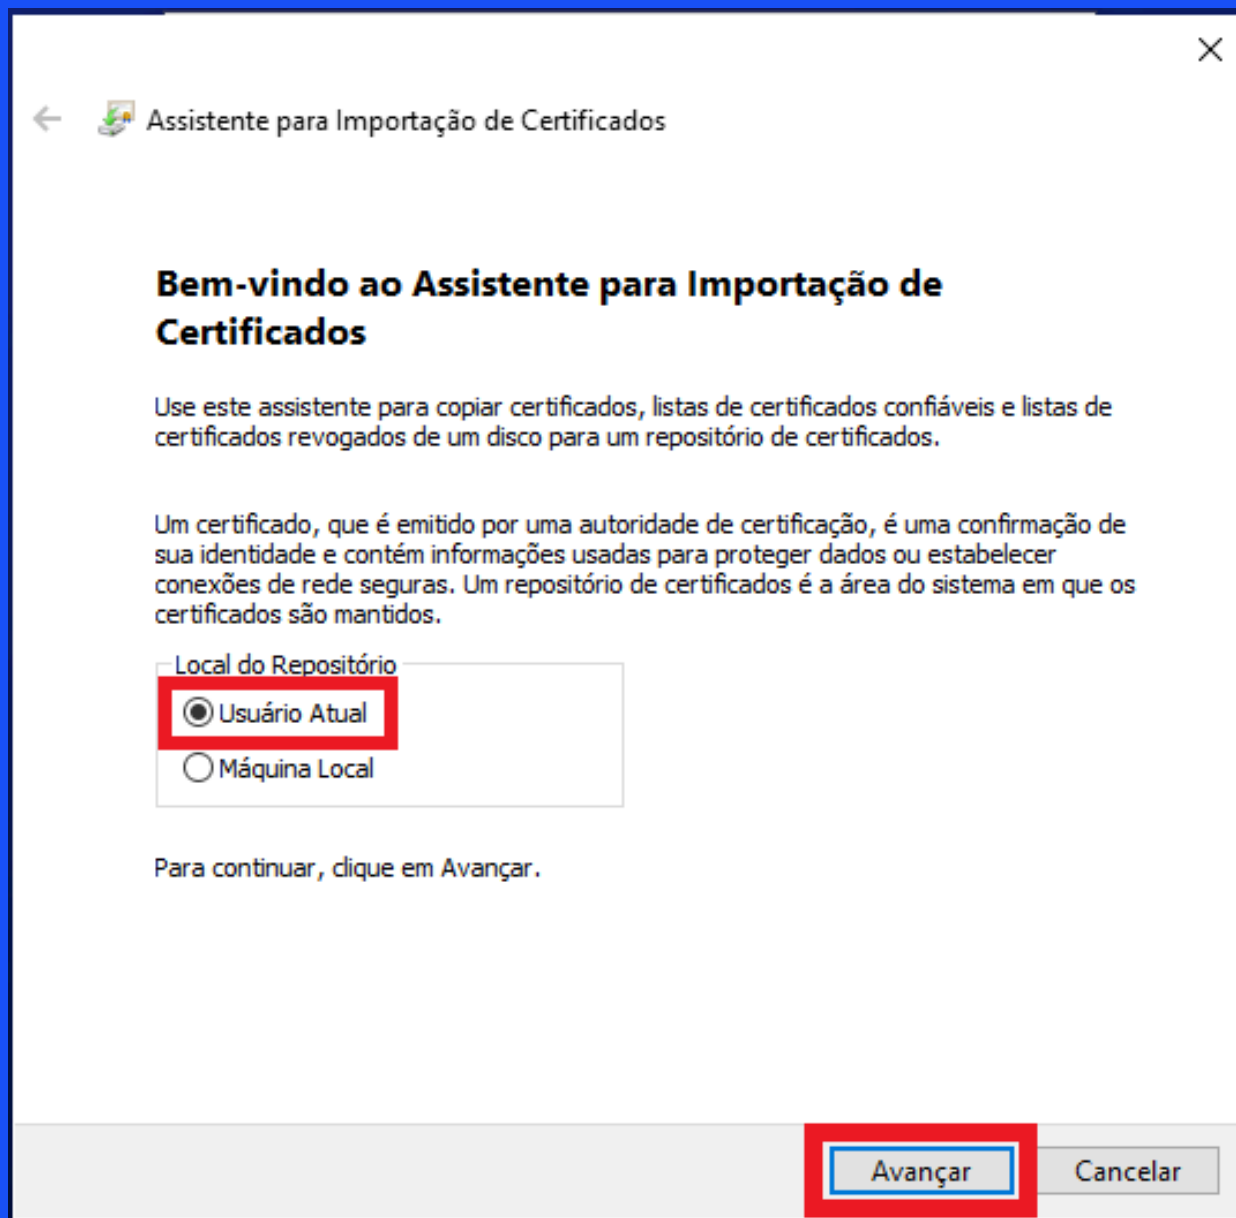 Assistente para Importação de Certificados
Bem-vindo ao Assistente para Importação de
Certificados
Use este assistente para copiar certificados, listas de certificados confiáveis e listas de
certificados revogados de um disco para um repositório de certificados.
Um certificado, que é emitido por uma autoridade de certificação, é uma confirmação de
sua identidade e contém informações usadas para proteger dados ou estabelecer
conexões de rede seguras. Um repositório de certificados é a área do sistema em que os
certificados são mantidos.
Local do Repositório
Usuário Atual
Máquina Local
Para continuar, clique em Avançar.
Avançar
Cancelar